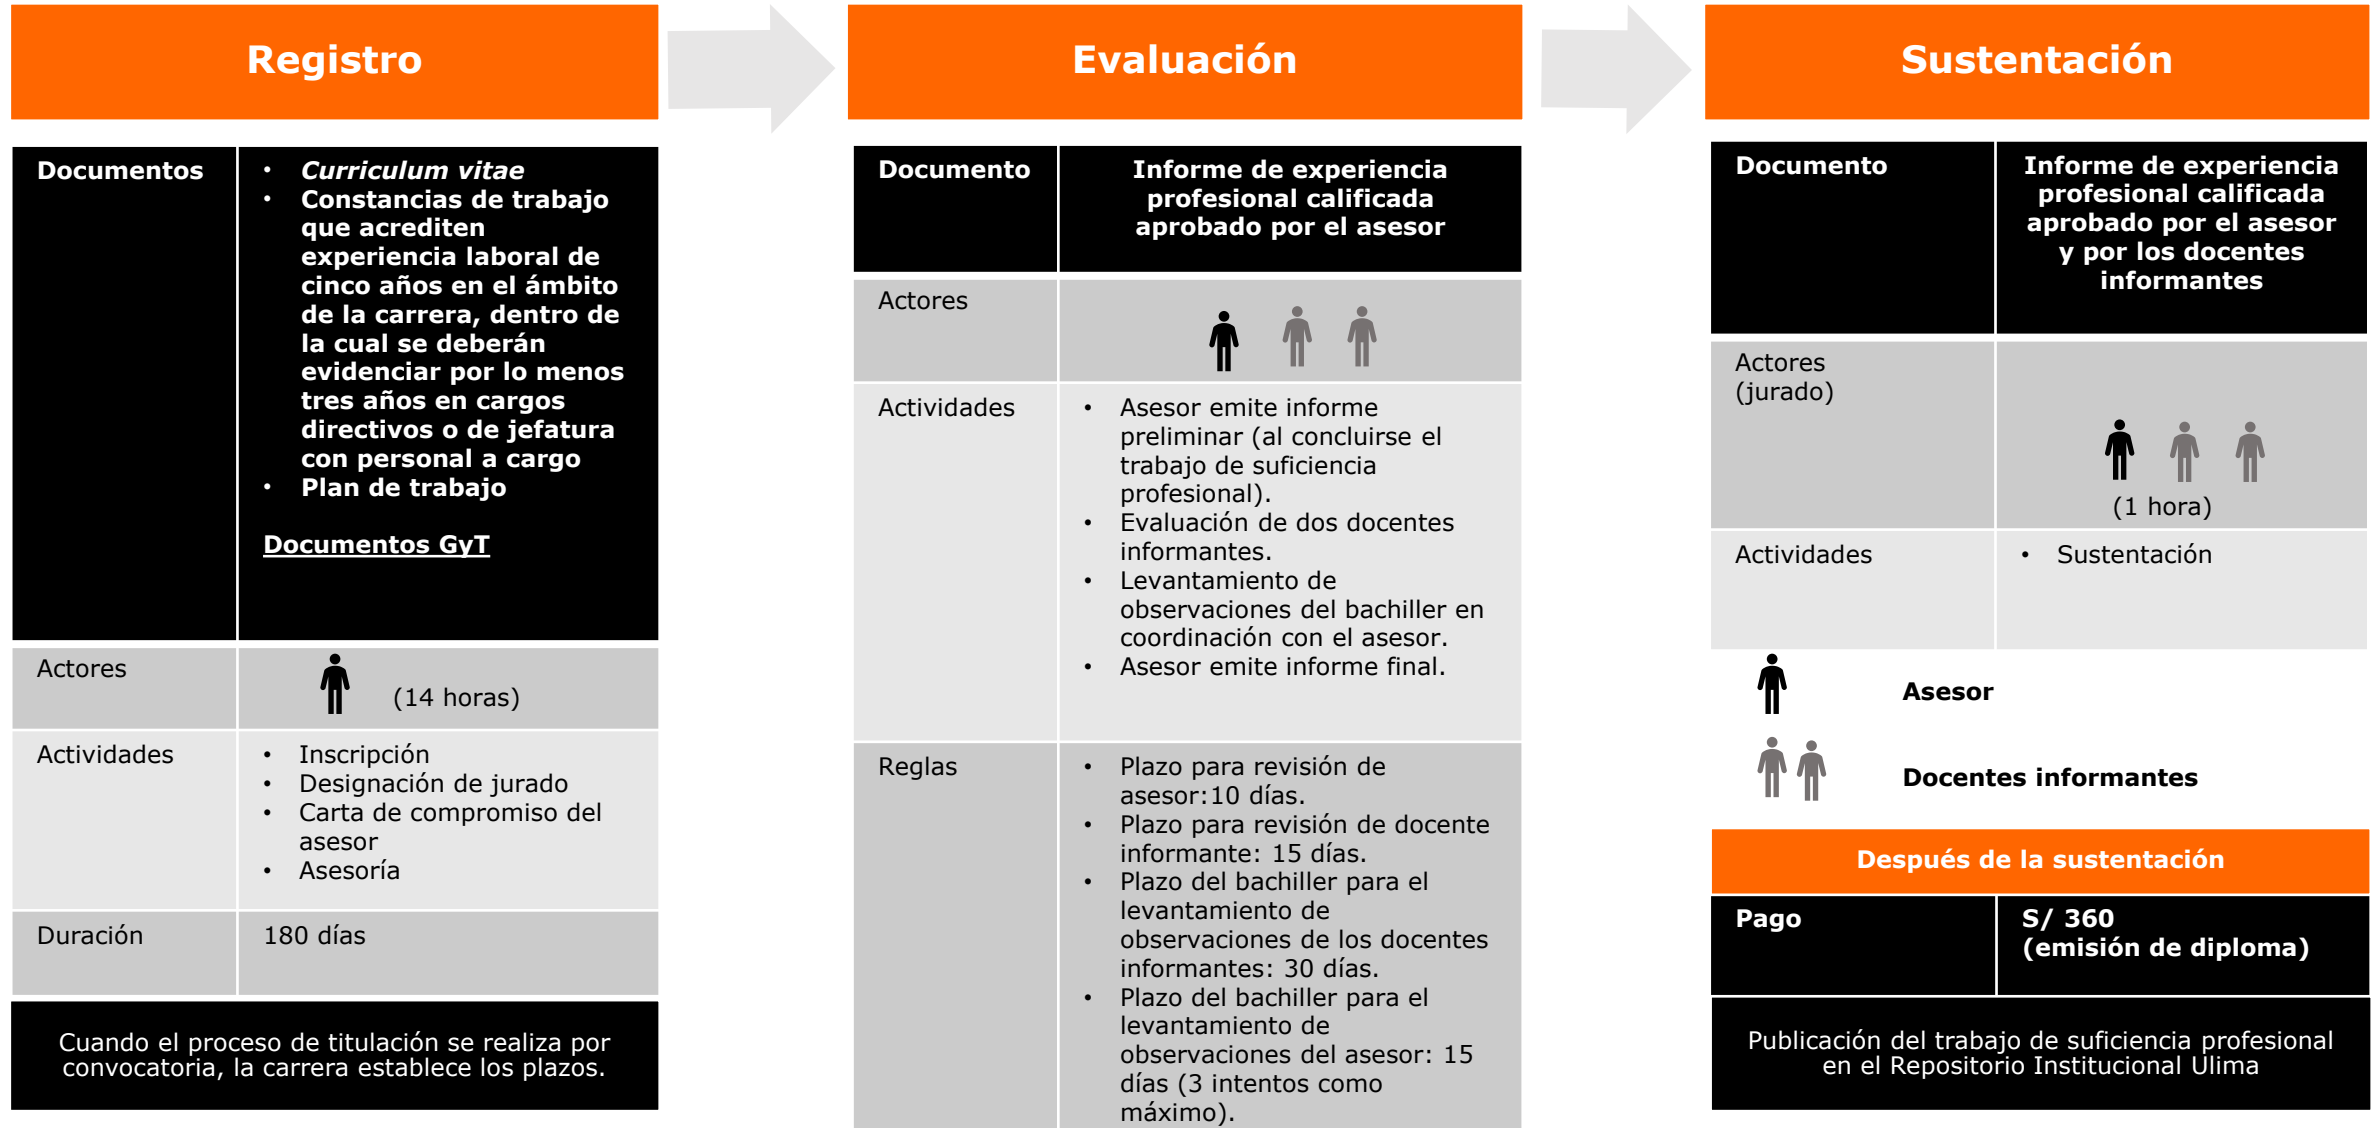 Registro
Documentos
• Curriculum vitae
• Constancias de trabajo
que acrediten
experiencia laboral de
cinco años en el ámbito
de la carrera, dentro de
la cual se deberán
evidenciar por lo menos
tres años en cargos
directivos o de jefatura
con personal a cargo
• Plan de trabajo
Documentos GyT
Actores
(14 horas)
Actividades
• Inscripción
• Designación de jurado
• Carta de compromiso del
asesor
• Asesoría
Duración
180 días
Cuando el proceso de titulación se realiza por
convocatoria, la carrera establece los plazos.
Evaluación
Documento
Informe de experiencia
profesional calificada
aprobado por el asesor
Actores
Actividades
• Asesor emite informe
preliminar (al concluirse el
trabajo de suficiencia
profesional).
• Evaluación de dos docentes
informantes.
• Levantamiento de
observaciones del bachiller en
coordinación con el asesor.
• Asesor emite informe final.
Reglas
• Plazo para revisión de
asesor:10 días.
• Plazo para revisión de docente
informante: 15 días.
• Plazo del bachiller para el
levantamiento de
observaciones de los docentes
informantes: 30 días.
• Plazo del bachiller para el
levantamiento de
observaciones del asesor: 15
días (3 intentos como
máximo).
Sustentación
Documento
Informe de experiencia
profesional calificada
aprobado por el asesor
y por los docentes
informantes
Actores
(jurado)
(1 hora)
Actividades
• Sustentación
Asesor
Docentes informantes
Después de la sustentación
Pago
S/ 360
(emisión de diploma)
Publicación del trabajo de suficiencia profesional
en el Repositorio Institucional Ulima